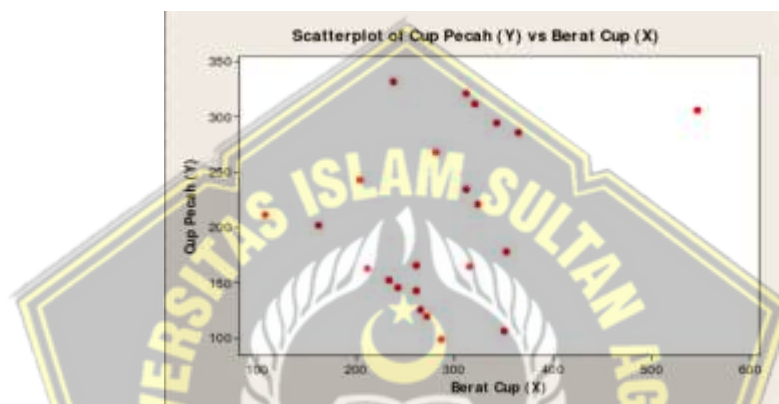 Scatterplot of Cup Pecah (Y) vs Berat Cup (X)
350
300
250
200
150
100
Cup Pecah (Y)
100 200 300 400 500 600
Berat Cup (X)
ERSITAS ISLAM SULTAN AG